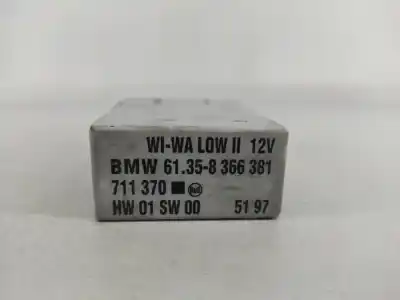 WI-WA LOW II 12V
BMW 61.35-8 366 381
711 370
HW 01 SW 00 51 97